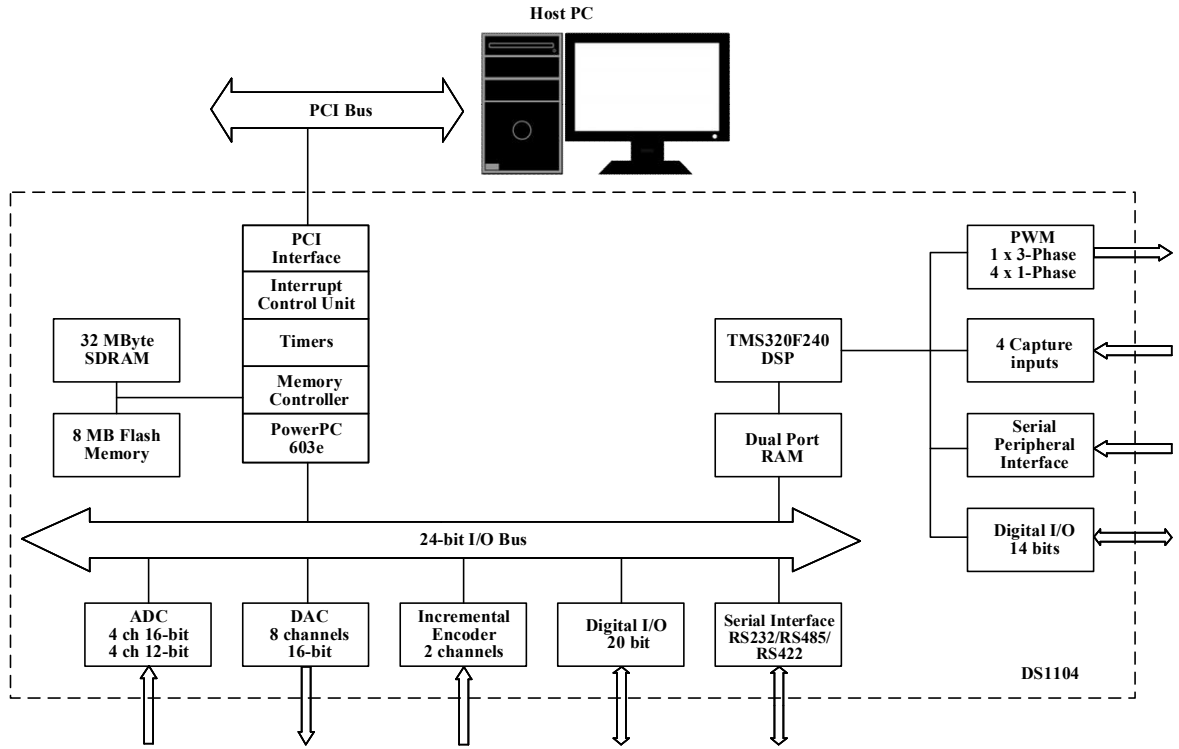 Host PC
PCI Bus
PCI
Interface
Interrupt
Control Unit
Timers
Memory
Controller
PowerPC
603e
32 MByte
SDRAM
8 MB Flash
Memory
TMS320F240
DSP
Dual Port
RAM
PWM
1 x 3-Phase
4 x 1-Phase
4 Capture
inputs
Serial
Peripheral
Interface
Digital I/O
14 bits
24-bit I/O Bus
ADC
4 ch 16-bit
4 ch 12-bit
DAC
8 channels
16-bit
Incremental
Encoder
2 channels
Digital I/O
20 bit
Serial Interface
RS232/RS485/
RS422
DS1104